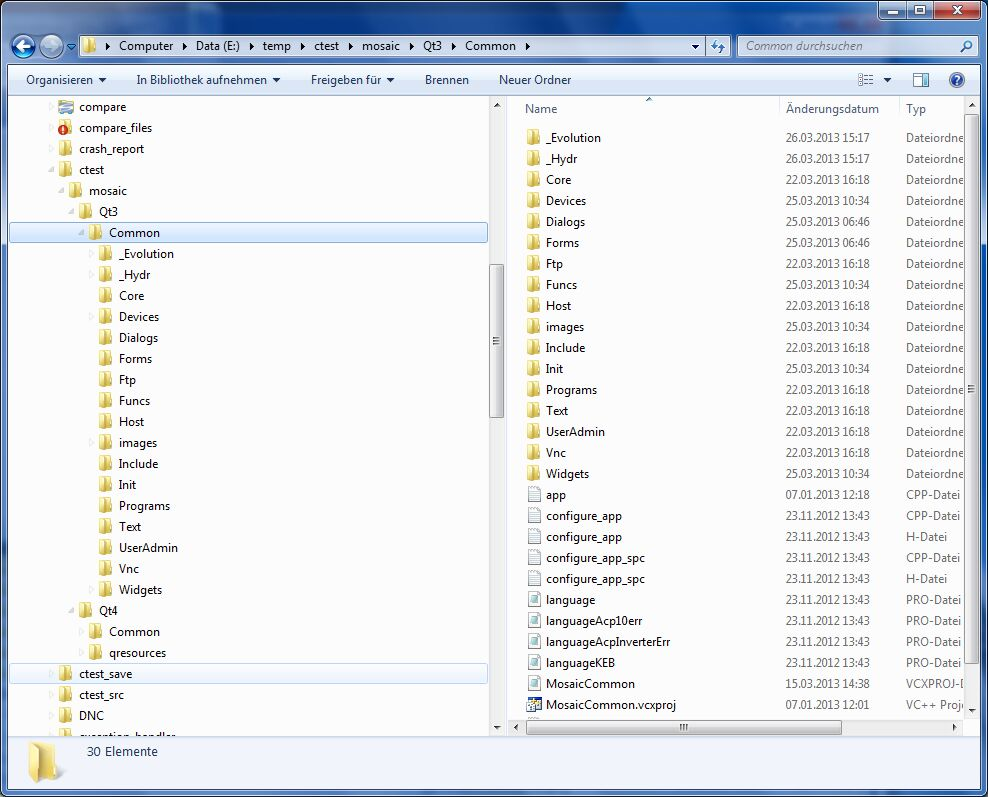 Computer Data (E:) temp ctest mosaic Qt3 Common
Common durchsuchen
Organisieren In Bibliothek aufnehmen Freigeben für Brennen Neuer Ordner
compare
compare_files
crash_report
ctest
mosaic
Qt3
Common
_Evolution
_Hydr
Core
Devices
Dialogs
Forms
Ftp
Funcs
Host
images
Include
Init
Programs
Text
UserAdmin
Vnc
Widgets
Qt4
Common
qresources
ctest_save
ctest_src
DNC
exception_handler
Name Änderungsdatum Typ
_Evolution 26.03.2013 15:17 Dateiordne
_Hydr 26.03.2013 15:17 Dateiordne
Core 22.03.2013 16:18 Dateiordne
Devices 25.03.2013 10:34 Dateiordne
Dialogs 25.03.2013 06:46 Dateiordne
Forms 25.03.2013 06:46 Dateiordne
Ftp 22.03.2013 16:18 Dateiordne
Funcs 25.03.2013 10:34 Dateiordne
Host 22.03.2013 16:18 Dateiordne
images 25.03.2013 10:34 Dateiordne
Include 22.03.2013 16:18 Dateiordne
Init 25.03.2013 10:34 Dateiordne
Programs 22.03.2013 16:18 Dateiordne
Text 22.03.2013 16:18 Dateiordne
UserAdmin 22.03.2013 16:18 Dateiordne
Vnc 22.03.2013 16:18 Dateiordne
Widgets 25.03.2013 10:34 Dateiordne
app 07.01.2013 12:18 CPP-Datei
configure_app 23.11.2012 13:43 CPP-Datei
configure_app 23.11.2012 13:43 H-Datei
configure_app_spc 23.11.2012 13:43 CPP-Datei
configure_app_spc 23.11.2012 13:43 H-Datei
language 23.11.2012 13:43 PRO-Datei
languageAcp10err 23.11.2012 13:43 PRO-Datei
languageAcpInverterErr 23.11.2012 13:43 PRO-Datei
languageKEB 23.11.2012 13:43 PRO-Datei
MosaicCommon 15.03.2013 14:38 VCXPROJ-D
MosaicCommon.vcxproj 07.01.2013 12:01 VC++ Proj
30 Elemente